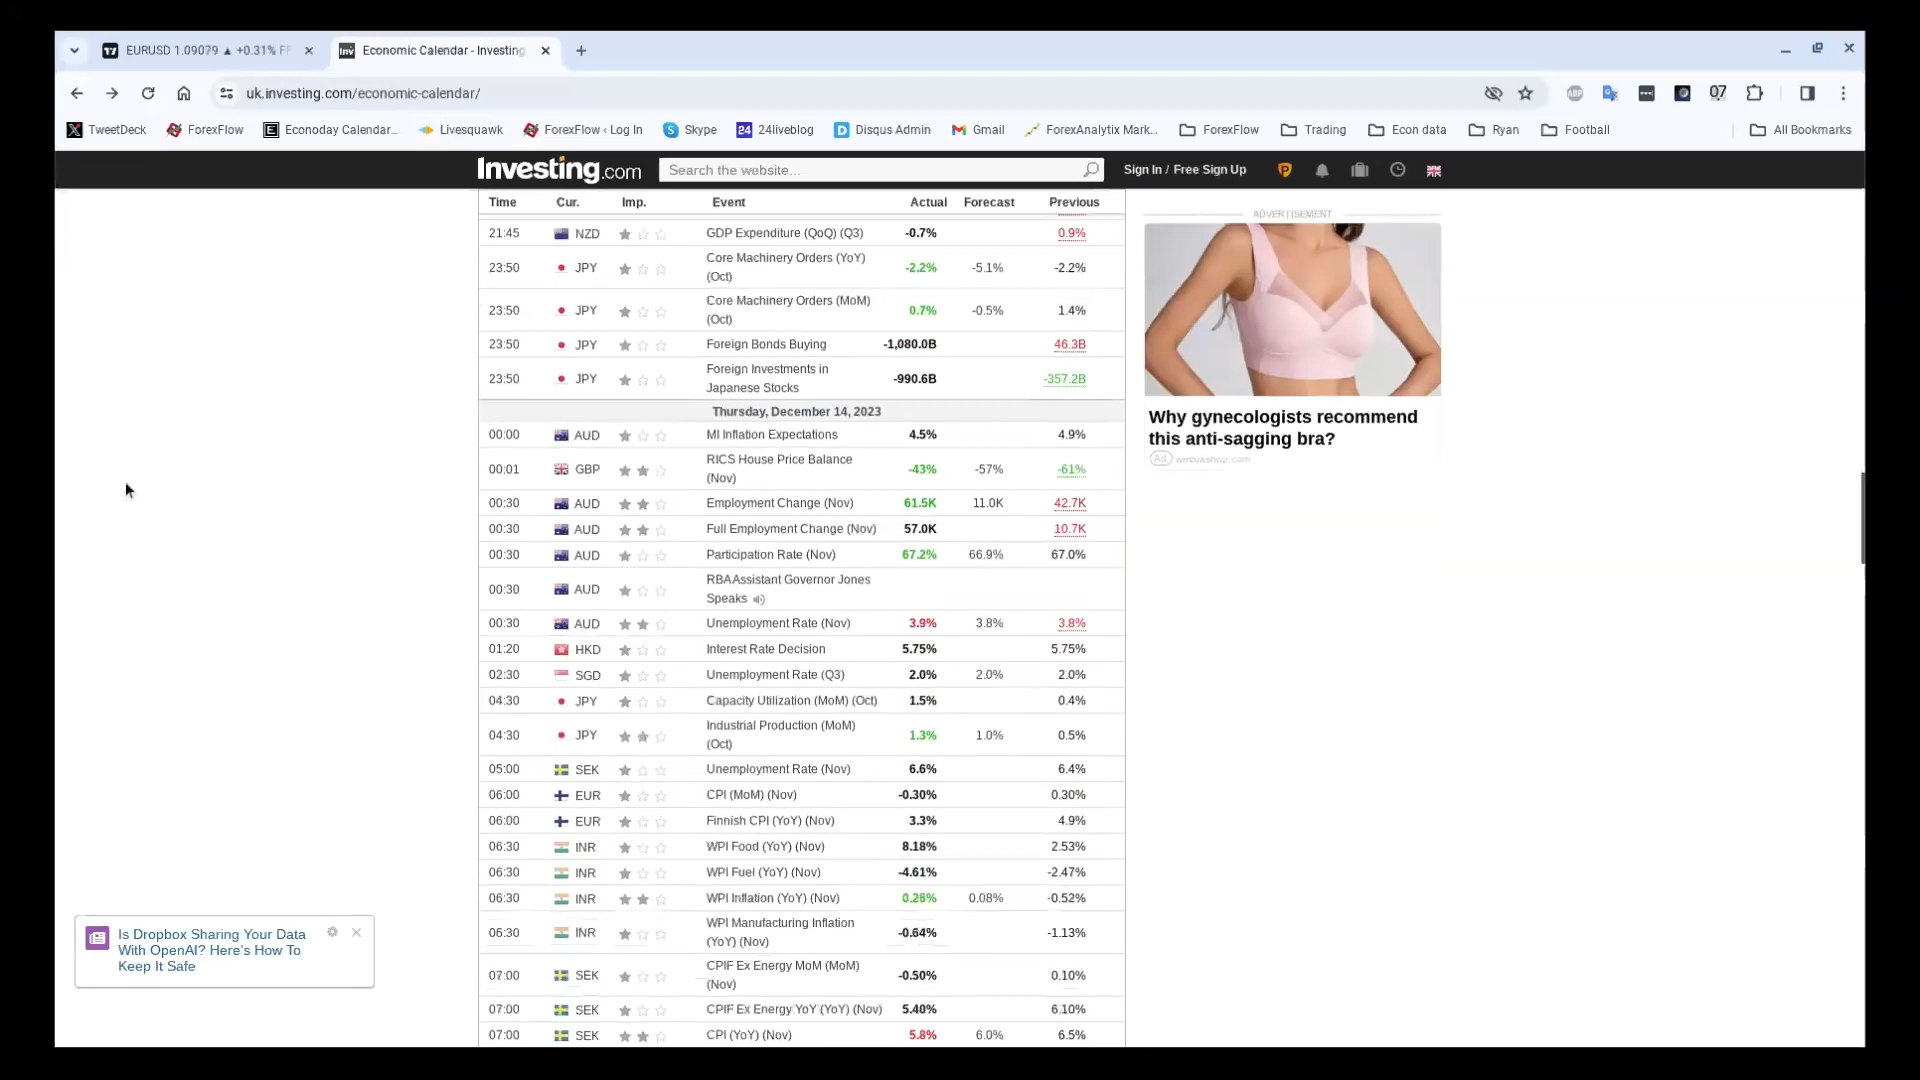 EURUSD 1.09079 ▲ +0.31%
Economic Calendar - Investing
uk.investing.com/economic-calendar/
ABP
07
TweetDeck
ForexFlow
Econoday Calendar...
Livesquawk
ForexFlow ‹ Log In
Skype
24
24liveblog
Disqus Admin
Gmail
ForexAnalytix Mark...
ForexFlow
Trading
Econ data
Ryan
Football
All Bookmarks
Investing.com
Search the website...
Sign In / Free Sign Up
Time Cur. Imp. Event Actual Forecast Previous
21:45 NZD GDP Expenditure (QoQ) (Q3) -0.7% 0.9%
23:50 JPY Core Machinery Orders (YoY) (Oct) -2.2% -5.1% -2.2%
23:50 JPY Core Machinery Orders (MoM) (Oct) 0.7% -0.5% 1.4%
23:50 JPY Foreign Bonds Buying -1,080.0B 46.3B
23:50 JPY Foreign Investments in Japanese Stocks -990.6B -357.2B
Thursday, December 14, 2023
00:00 AUD MI Inflation Expectations 4.5% 4.9%
00:01 GBP RICS House Price Balance (Nov) -43% -57% -61%
00:30 AUD Employment Change (Nov) 61.5K 11.0K 42.7K
00:30 AUD Full Employment Change (Nov) 57.0K 10.7K
00:30 AUD Participation Rate (Nov) 67.2% 66.9% 67.0%
00:30 AUD RBA Assistant Governor Jones Speaks
00:30 AUD Unemployment Rate (Nov) 3.9% 3.8% 3.8%
01:20 HKD Interest Rate Decision 5.75% 5.75%
02:30 SGD Unemployment Rate (Q3) 2.0% 2.0% 2.0%
04:30 JPY Capacity Utilization (MoM) (Oct) 1.5% 0.4%
04:30 JPY Industrial Production (MoM) (Oct) 1.3% 1.0% 0.5%
05:00 SEK Unemployment Rate (Nov) 6.6% 6.4%
06:00 EUR CPI (MoM) (Nov) -0.30% 0.30%
06:00 EUR Finnish CPI (YoY) (Nov) 3.3% 4.9%
06:30 INR WPI Food (YoY) (Nov) 8.18% 2.53%
06:30 INR WPI Fuel (YoY) (Nov) -4.61% -2.47%
06:30 INR WPI Inflation (YoY) (Nov) 0.26% 0.08% -0.52%
06:30 INR WPI Manufacturing Inflation (YoY) (Nov) -0.64% -1.13%
07:00 SEK CPIF Ex Energy MoM (MoM) (Nov) -0.50% 0.10%
07:00 SEK CPIF Ex Energy YoY (YoY) (Nov) 5.40% 6.10%
07:00 SEK CPI (YoY) (Nov) 5.8% 6.0% 6.5%
ADVERTISEMENT
Why gynecologists recommend
this anti-sagging bra?
Ad
Is Dropbox Sharing Your Data
With OpenAI? Here's How To
Keep It Safe